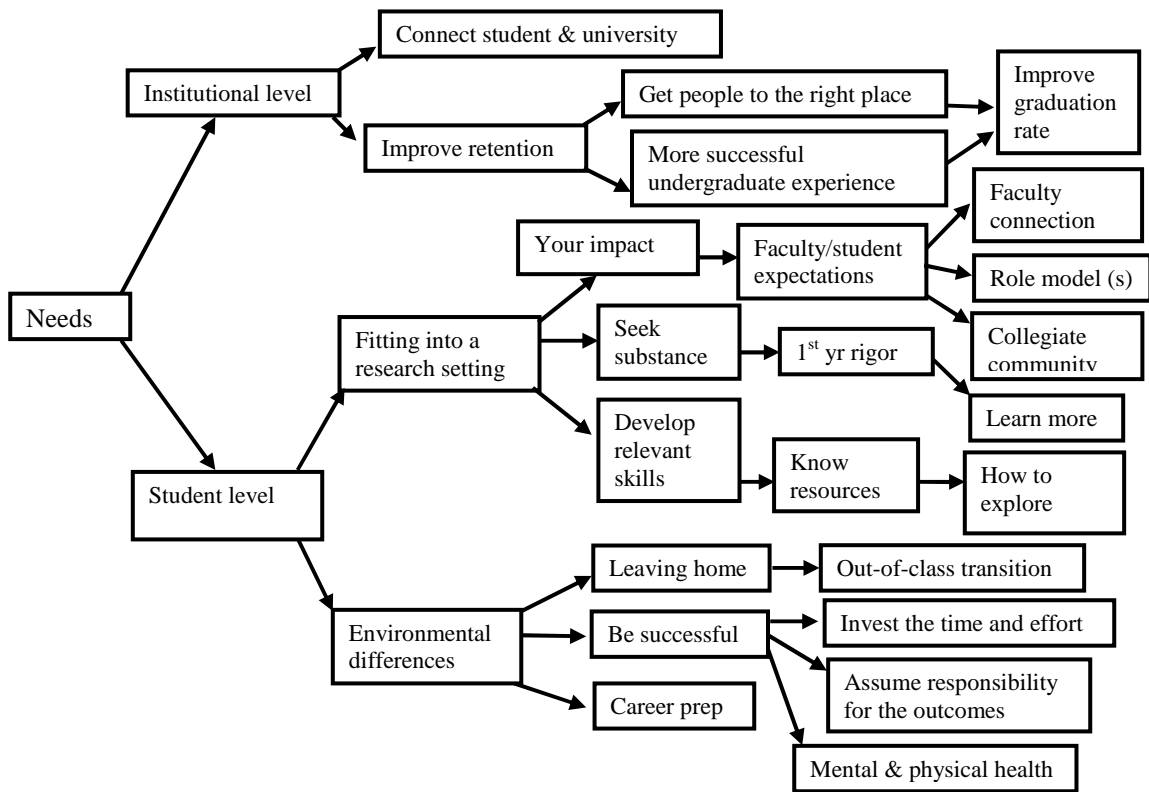 Connect student & university
Institutional level
Get people to the right place
Improve
graduation
rate
Improve retention
More successful
undergraduate experience
Faculty
connection
Your impact
Faculty/student
expectations
Role model (s)
Needs
Fitting into a
research setting
Seek
substance
1st yr rigor
Collegiate
community
Learn more
Develop
relevant
skills
Know
resources
How to
explore
Student level
Leaving home
Out-of-class transition
Environmental
differences
Be successful
Invest the time and effort
Assume responsibility
for the outcomes
Career prep
Mental & physical health